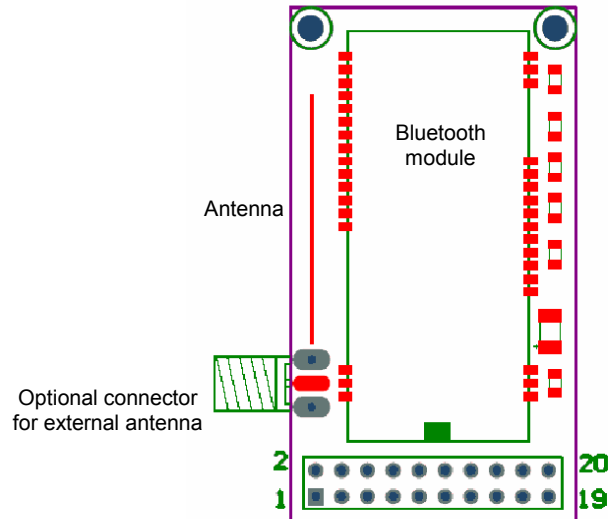 Bluetooth
module
Antenna
Optional connector
for external antenna
2 20
1 19